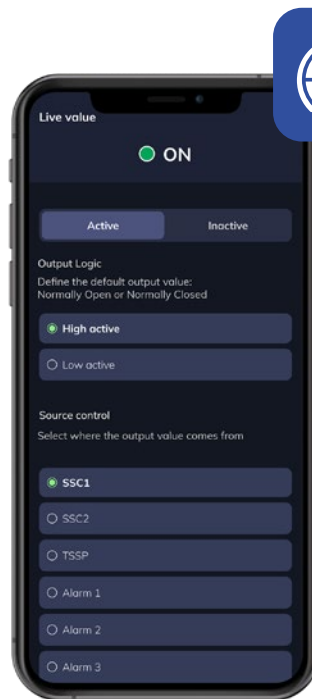 Live value
ON
Active Inactive
Output Logic
Define the default output value:
Normally Open or Normally Closed
High active
Low active
Source control
Select where the output value comes from
SSC1
SSC2
TSSP
Alarm 1
Alarm 2
Alarm 3